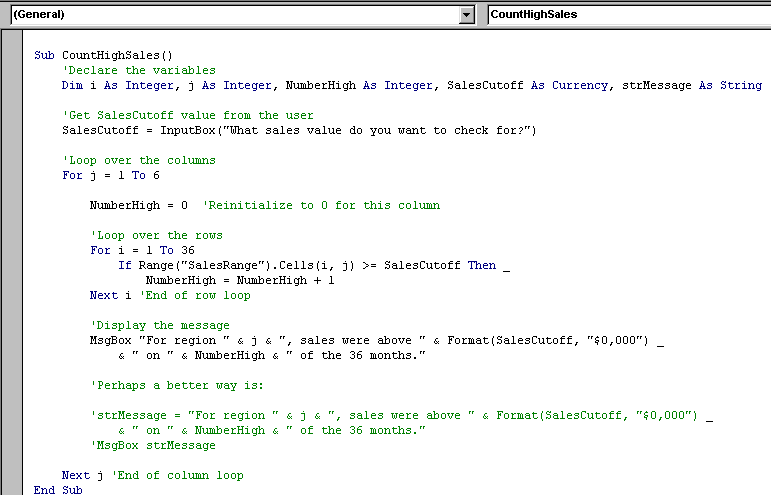 (General) CountHighSales
Sub CountHighSales()
'Declare the variables
Dim i As Integer, j As Integer, NumberHigh As Integer, SalesCutoff As Currency, strMessage As String
'Get SalesCutoff value from the user
SalesCutoff = InputBox("What sales value do you want to check for?")
'Loop over the columns
For j = 1 To 6
NumberHigh = 0  'Reinitialize to 0 for this column
'Loop over the rows
For i = 1 To 36
If Range("SalesRange").Cells(i, j) >= SalesCutoff Then _
NumberHigh = NumberHigh + 1
Next i 'End of row loop
'Display the message
MsgBox "For region " & j & ", sales were above " & Format(SalesCutoff, "$0,000") _
& " on " & NumberHigh & " of the 36 months."
'Perhaps a better way is:
'strMessage = "For region " & j & ", sales were above " & Format(SalesCutoff, "$0,000") _
& " on " & NumberHigh & " of the 36 months."
'MsgBox strMessage
Next j 'End of column loop
End Sub